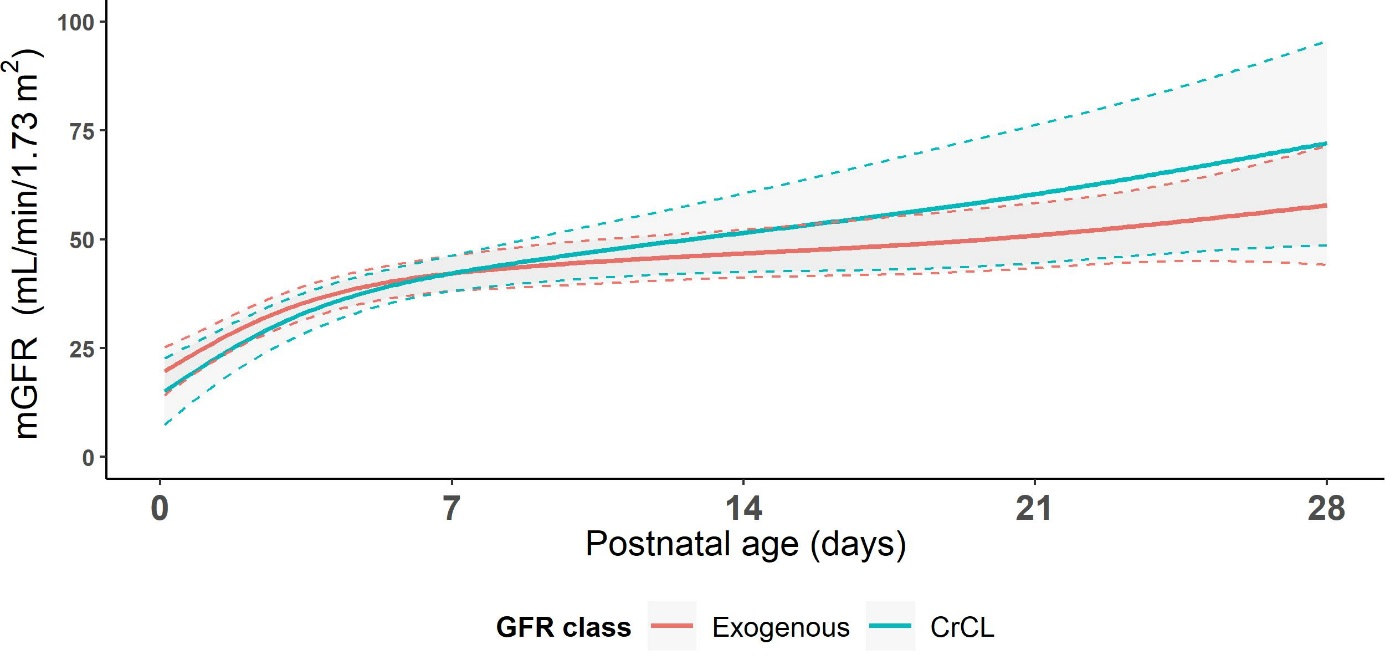 mGFR (mL/min/1.73 m²)
100
75
50
25
0
0 7 14 21 28
Postnatal age (days)
GFR class Exogenous CrCL